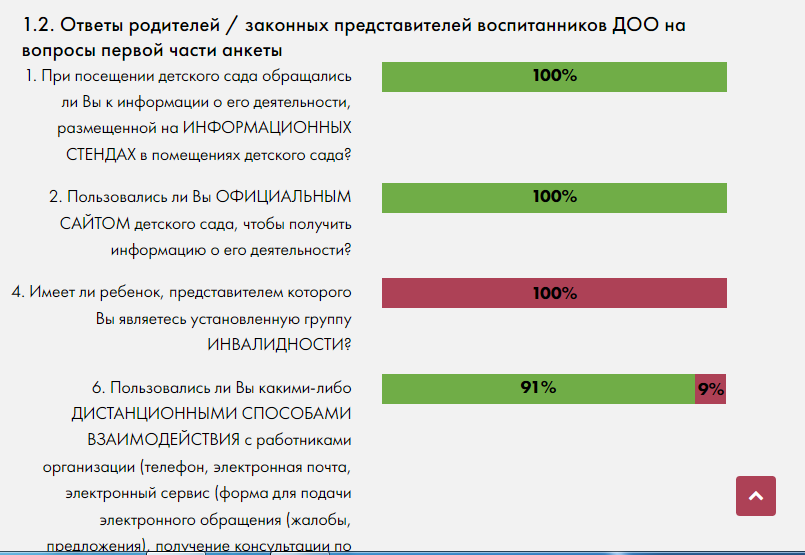 1.2. Ответы родителей / законных представителей воспитанников ДОО на
вопросы первой части анкеты
1. При посещении детского сада обращались
ли Вы к информации о его деятельности,
размещенной на ИНФОРМАЦИОННЫХ
СТЕНДАХ в помещениях детского сада?
100%
2. Пользовались ли Вы ОФИЦИАЛЬНЫМ
САЙТОМ детского сада, чтобы получить
информацию о его деятельности?
100%
4. Имеет ли ребенок, представителем которого
Вы являетесь установленную группу
ИНВАЛИДНОСТИ?
100%
6. Пользовались ли Вы какими-либо
ДИСТАНЦИОННЫМИ СПОСОБАМИ
ВЗАИМОДЕЙСТВИЯ с работниками
организации (телефон, электронная почта,
электронный сервис (форма для подачи
электронного обращения (жалобы,
предложения), получение консультации по
91% 9%